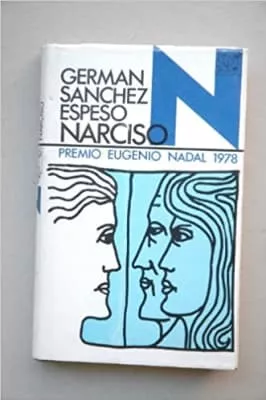 GERMAN
SANCHEZ
ESPESO
NARCISO
N
PREMIO EUGENIO NADAL 1978